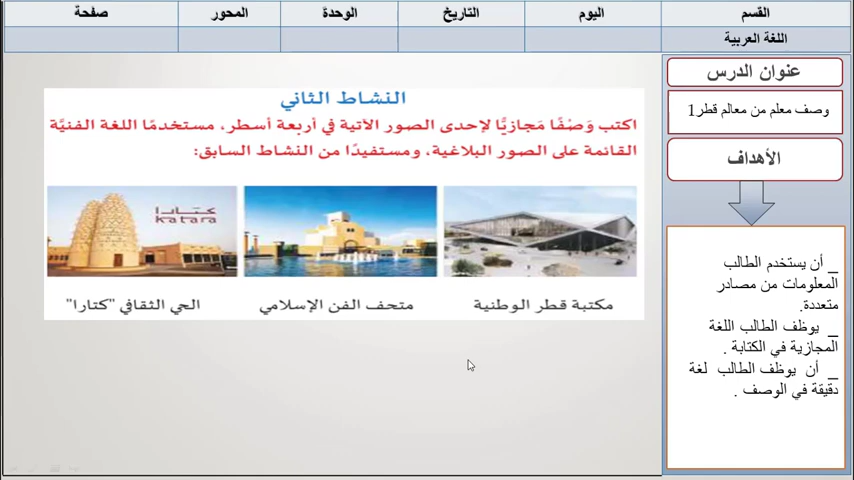 القسم
اليوم
التاريخ
الوحدة
المحور
صفحة
اللغة العربية
عنوان الدرس
وصف معلم من معالم قطر1
الأهداف
_ أن يستخدم الطالب
المعلومات من مصادر
متعددة.
_ يوظف الطالب اللغة
المجازية في الكتابة .
_ أن يوظف الطالب لغة
دقيقة في الوصف .
النشاط الثاني
اكتب وَصْفًا مَجازيًّا لإحدى الصور الآتية في أربعة أسطر، مستخدمًا اللغة الفنيَّة
القائمة على الصور البلاغية، ومستفيدًا من النشاط السابق:
كتارا
katara
مكتبة قطر الوطنية
متحف الفن الإسلامي
الحي الثقافي "كتارا"